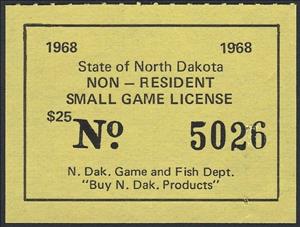 1968 1968
State of North Dakota
NON – RESIDENT
SMALL GAME LICENSE
$25 No 5026
N. Dak. Game and Fish Dept.
"Buy N. Dak. Products"